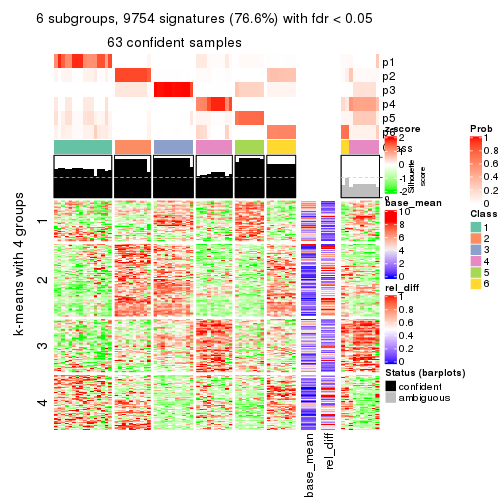 6 subgroups, 9754 signatures (76.6%) with fdr < 0.05
63 confident samples
p1
p2
p3
p4
p5
Class
Silhouette
score
1
2
3
4
k-means with 4 groups
base_mean
rel_diff
z-score
2
1
0
-1
-2
base_mean
10
8
6
4
2
0
rel_diff
1
0.8
0.6
0.4
0.2
0
Status (barplots)
confident
ambiguous
Prob
1
0.8
0.6
0.4
0.2
0
Class
1
2
3
4
5
6